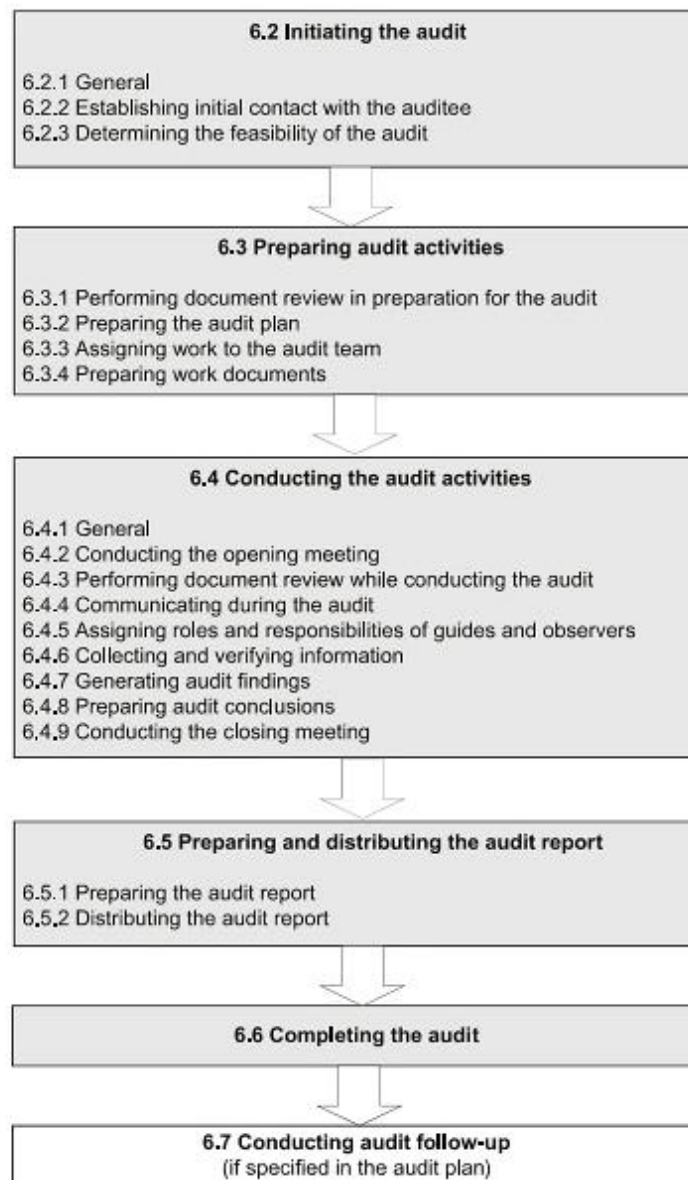 6.2 Initiating the audit
6.2.1 General
6.2.2 Establishing initial contact with the auditee
6.2.3 Determining the feasibility of the audit
6.3 Preparing audit activities
6.3.1 Performing document review in preparation for the audit
6.3.2 Preparing the audit plan
6.3.3 Assigning work to the audit team
6.3.4 Preparing work documents
6.4 Conducting the audit activities
6.4.1 General
6.4.2 Conducting the opening meeting
6.4.3 Performing document review while conducting the audit
6.4.4 Communicating during the audit
6.4.5 Assigning roles and responsibilities of guides and observers
6.4.6 Collecting and verifying information
6.4.7 Generating audit findings
6.4.8 Preparing audit conclusions
6.4.9 Conducting the closing meeting
6.5 Preparing and distributing the audit report
6.5.1 Preparing the audit report
6.5.2 Distributing the audit report
6.6 Completing the audit
6.7 Conducting audit follow-up
(if specified in the audit plan)